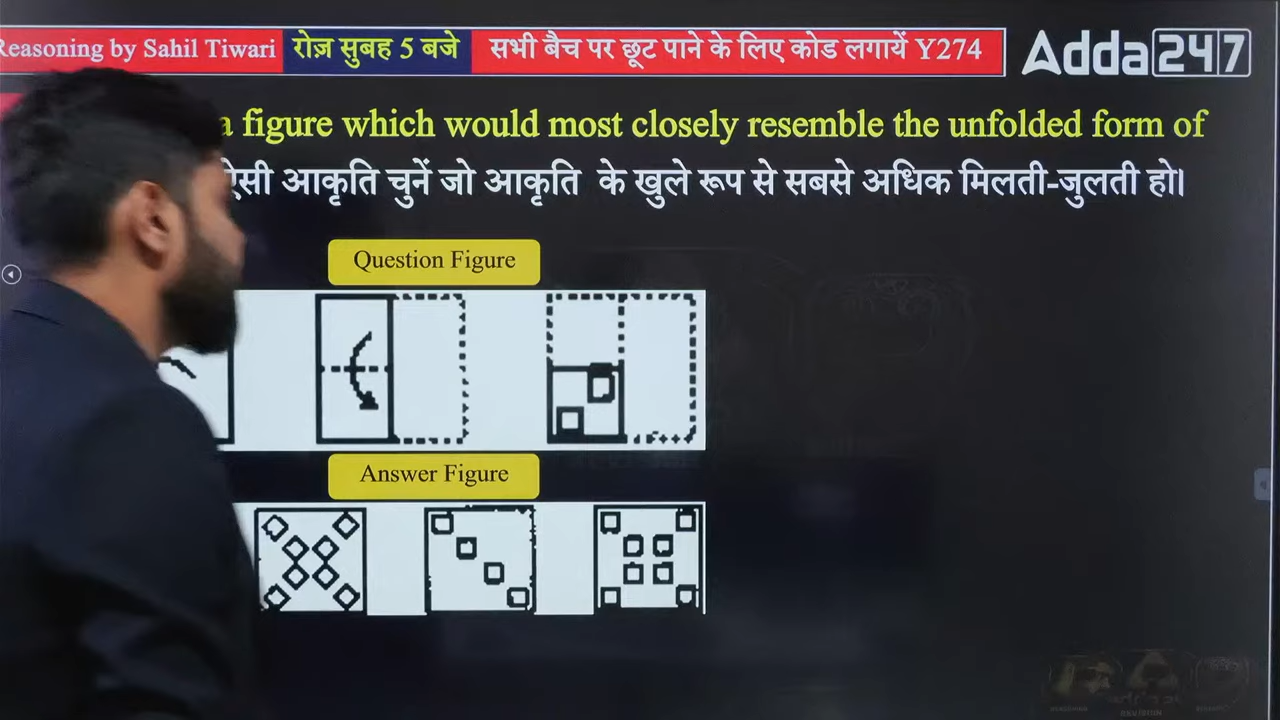 Reasoning by Sahil Tiwari रोज़ सुबह 5 बजे सभी बैच पर छूट पाने के लिए कोड लगायें Y274
Adda247
a figure which would most closely resemble the unfolded form of
ऐसी आकृति चुनें जो आकृति के खुले रूप से सबसे अधिक मिलती-जुलती हो।
Question Figure
Answer Figure